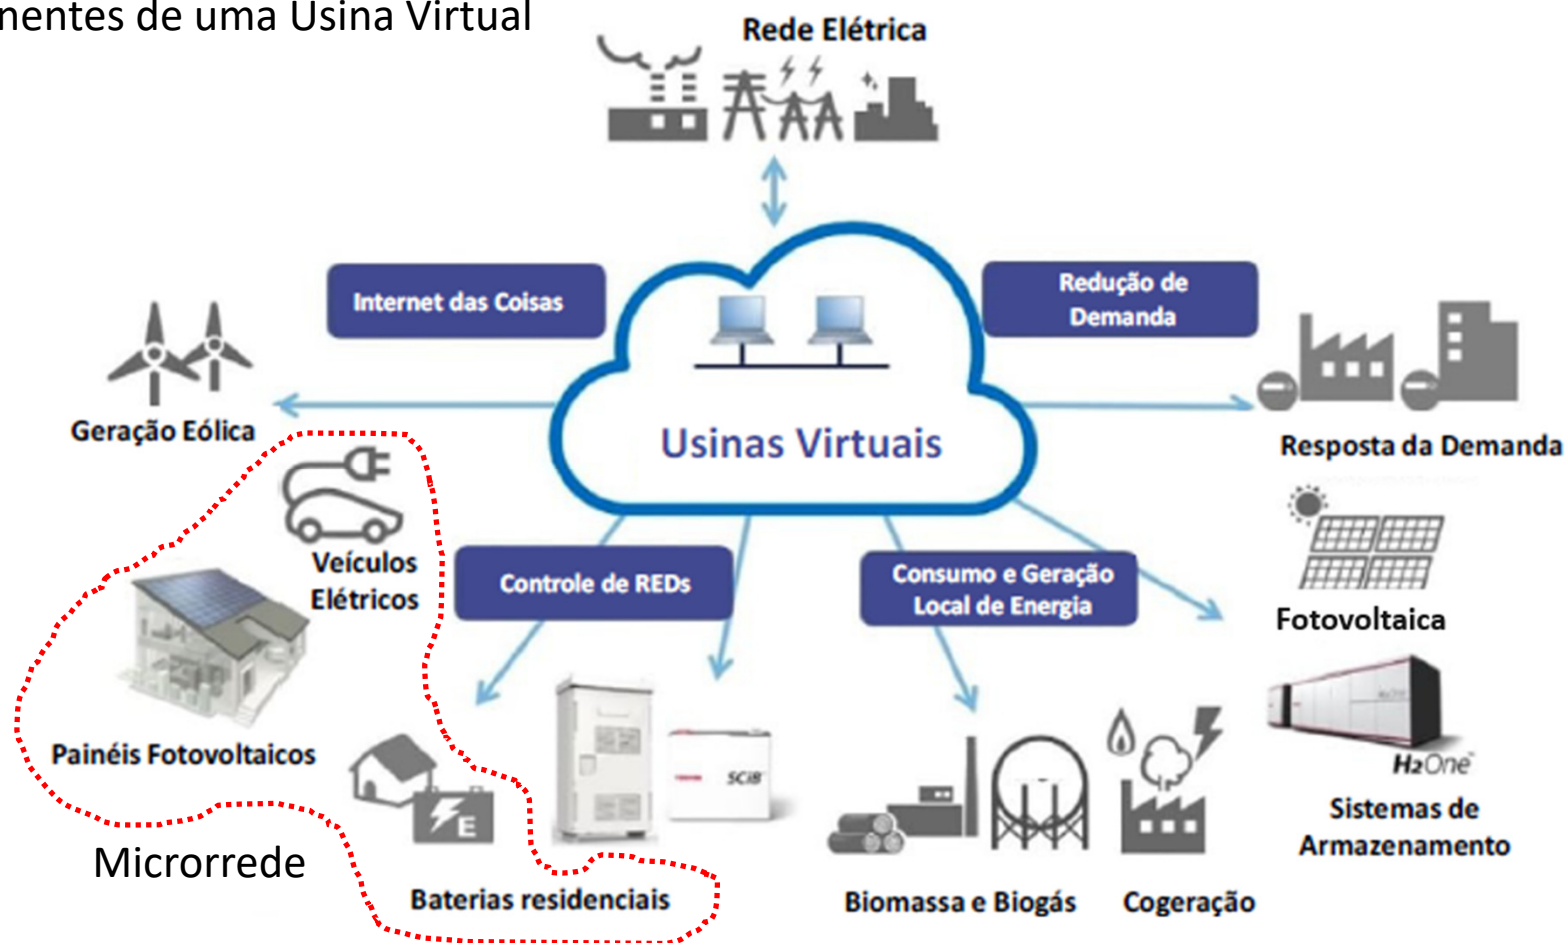 nentes de uma Usina Virtual
Rede Elétrica
Internet das Coisas
Redução de
Demanda
Geração Eólica
Usinas Virtuais
Resposta da Demanda
Veículos
Elétricos
Controle de REDs
Consumo e Geração
Local de Energia
Fotovoltaica
Painéis Fotovoltaicos
E
SCiB
H2One
Sistemas de
Armazenamento
Microrrede
Baterias residenciais
Biomassa e Biogás
Cogeração